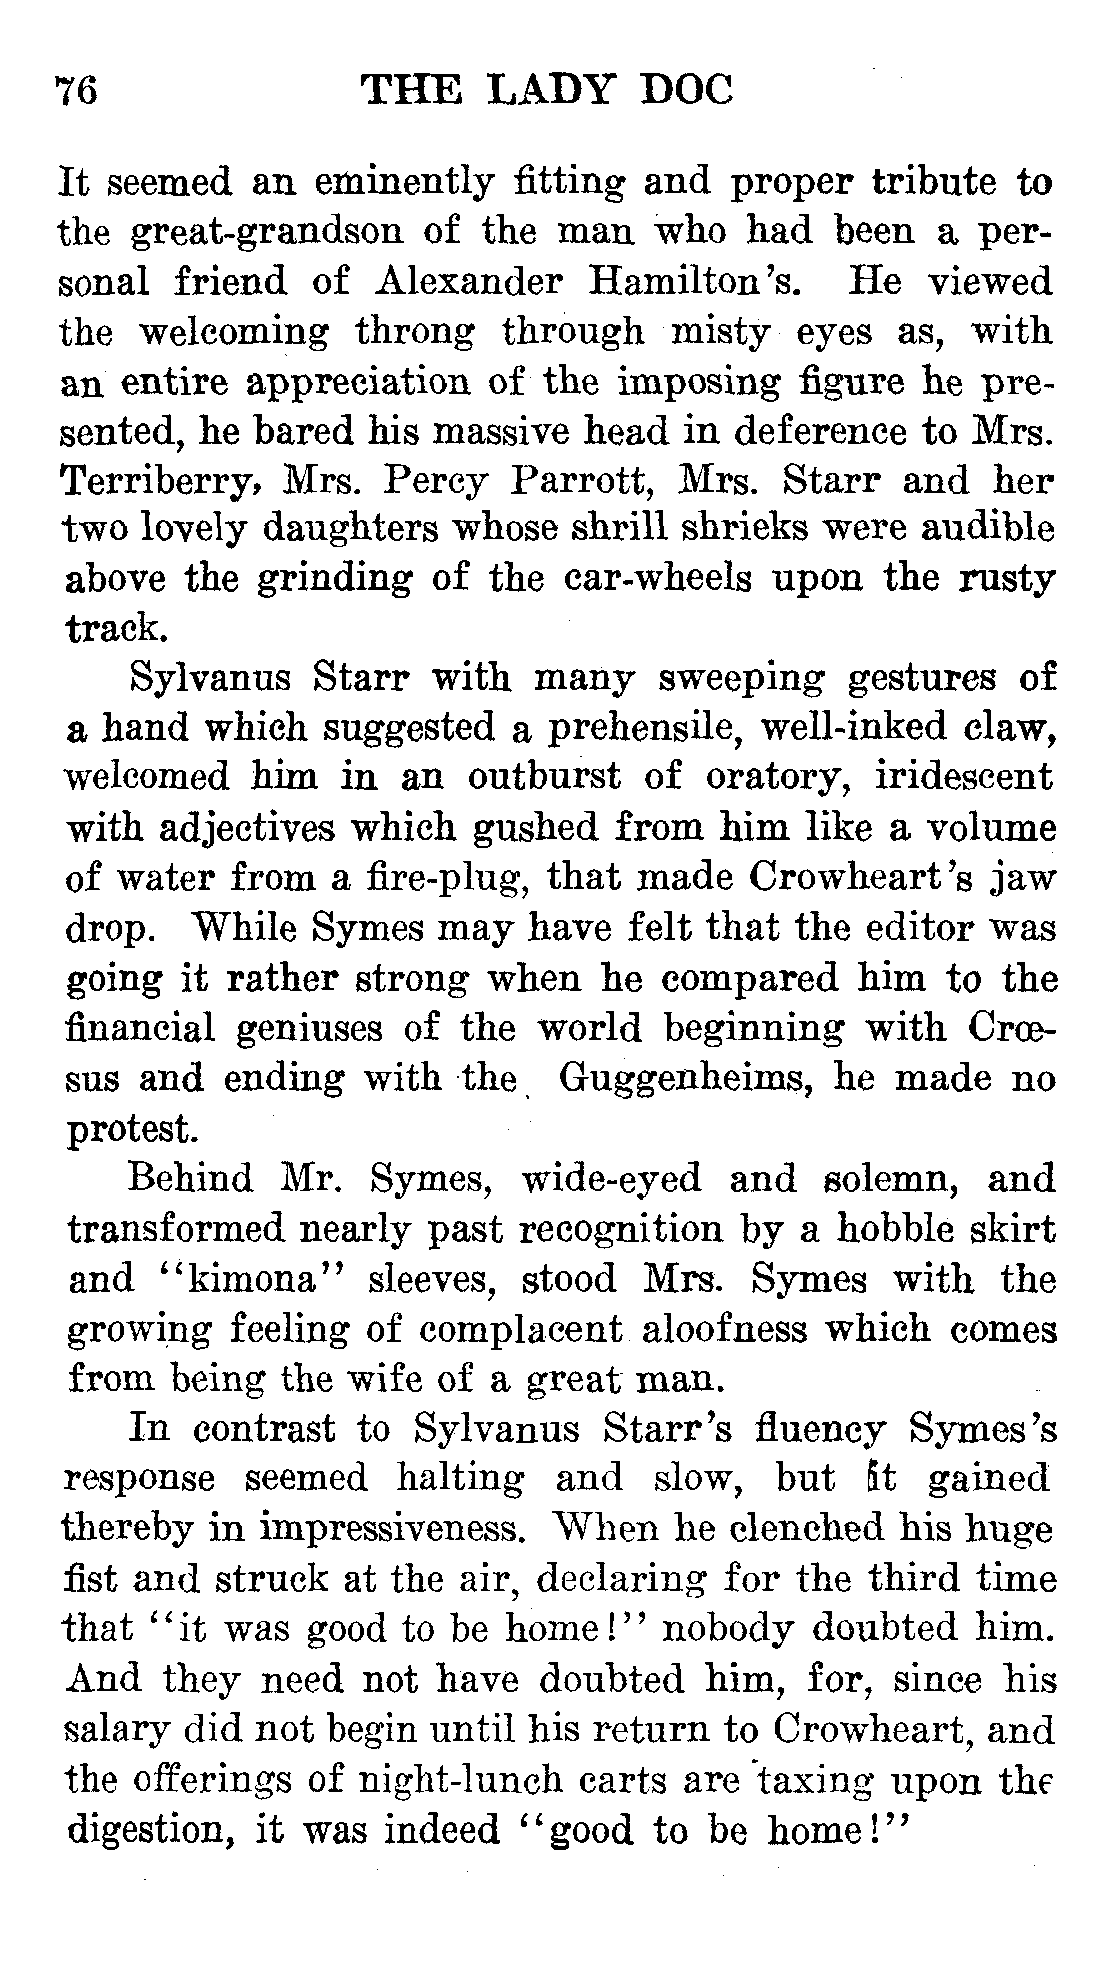 76 THE LADY DOC
It seemed an eminently fitting and proper tribute to
the great-grandson of the man who had been a per-
sonal friend of Alexander Hamilton's. He viewed
the welcoming throng through misty eyes as, with
an entire appreciation of the imposing figure he pre-
sented, he bared his massive head in deference to Mrs.
Terriberry, Mrs. Percy Parrott, Mrs. Starr and her
two lovely daughters whose shrill shrieks were audible
above the grinding of the car-wheels upon the rusty
track.
Sylvanus Starr with many sweeping gestures of
a hand which suggested a prehensile, well-inked claw,
welcomed him in an outburst of oratory, iridescent
with adjectives which gushed from him like a volume
of water from a fire-plug, that made Crowheart's jaw
drop. While Symes may have felt that the editor was
going it rather strong when he compared him to the
financial geniuses of the world beginning with Crœ-
sus and ending with the Guggenheims, he made no
protest.
Behind Mr. Symes, wide-eyed and solemn, and
transformed nearly past recognition by a hobble skirt
and "kimona" sleeves, stood Mrs. Symes with the
growing feeling of complacent aloofness which comes
from being the wife of a great man.
In contrast to Sylvanus Starr's fluency Symes's
response seemed halting and slow, but it gained
thereby in impressiveness. When he clenched his huge
fist and struck at the air, declaring for the third time
that "it was good to be home!" nobody doubted him.
And they need not have doubted him, for, since his
salary did not begin until his return to Crowheart, and
the offerings of night-lunch carts are taxing upon the
digestion, it was indeed "good to be home!"